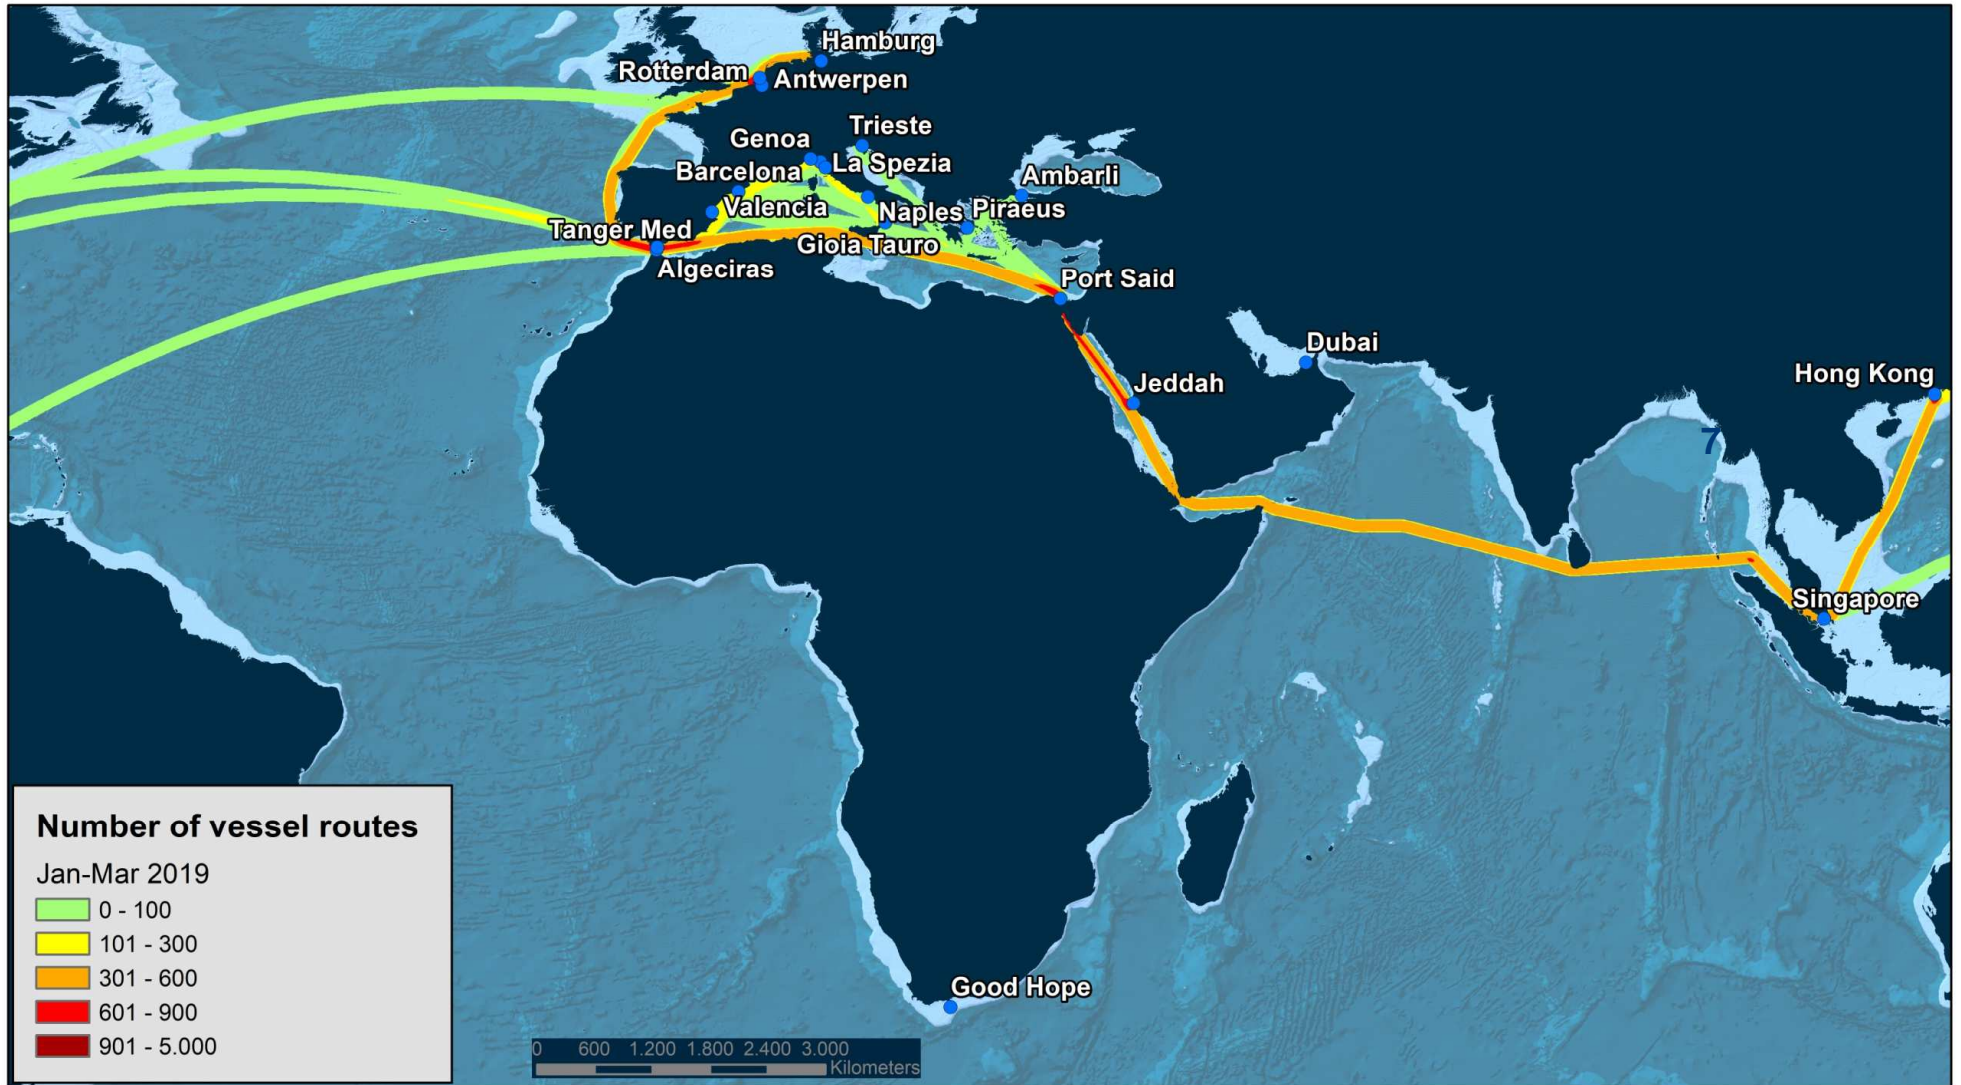 Hamburg
Rotterdam
Antwerpen
Trieste
Genoa
La Spezia
Barcelona
Ambarli
Valencia
Naples
Piraeus
Tanger Med
Gioia Tauro
Algeciras
Port Said
Dubai
Jeddah
Hong Kong
7
Singapore
Good Hope
Number of vessel routes
Jan-Mar 2019
0 - 100
101 - 300
301 - 600
601 - 900
901 - 5.000
0 600 1.200 1.800 2.400 3.000
Kilometers